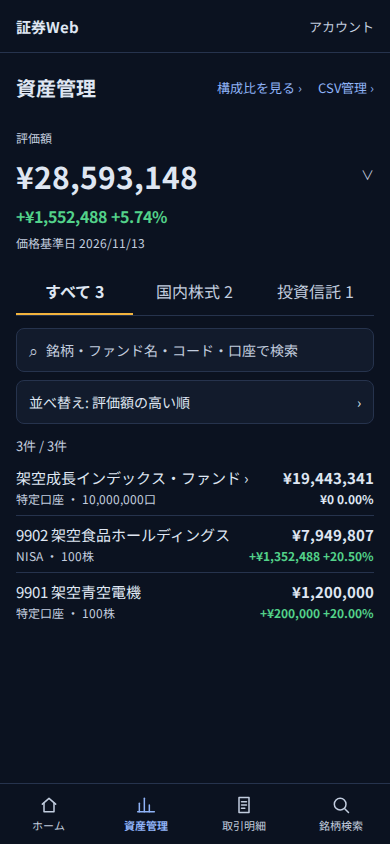 証券Web アカウント
資産管理 構成比を見る › CSV管理 ›
評価額
¥28,593,148
+¥1,552,488 +5.74%
価格基準日 2026/11/13
すべて 3 国内株式 2 投資信託 1
銘柄・ファンド名・コード・口座で検索
並べ替え: 評価額の高い順 ›
3件 / 3件
架空成長インデックス・ファンド › ¥19,443,341
特定口座 ・ 10,000,000口 ¥0 0.00%
9902 架空食品ホールディングス ¥7,949,807
NISA ・ 100株 +¥1,352,488 +20.50%
9901 架空青空電機 ¥1,200,000
特定口座 ・ 100株 +¥200,000 +20.00%
ホーム 資産管理 取引明細 銘柄検索